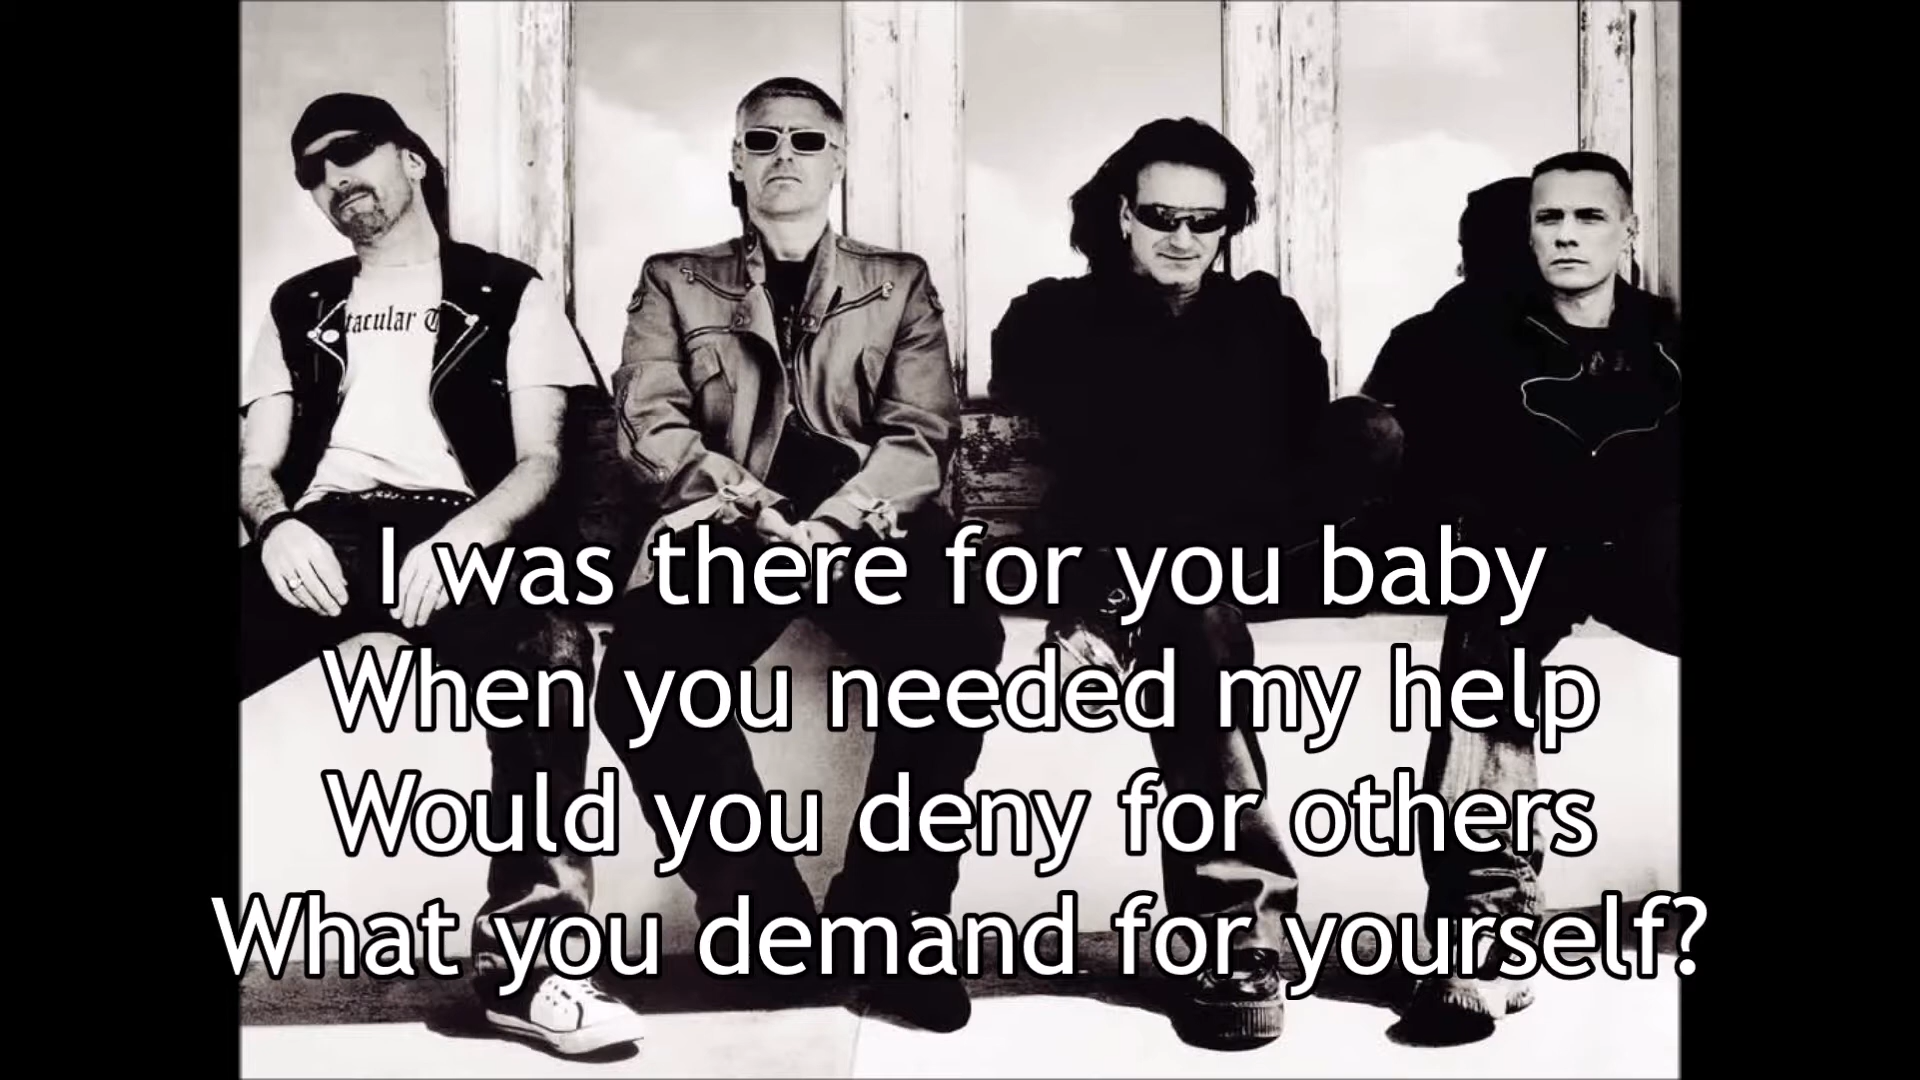 tacular T
I was there for you baby
When you needed my help
Would you deny for others
What you demand for yourself?